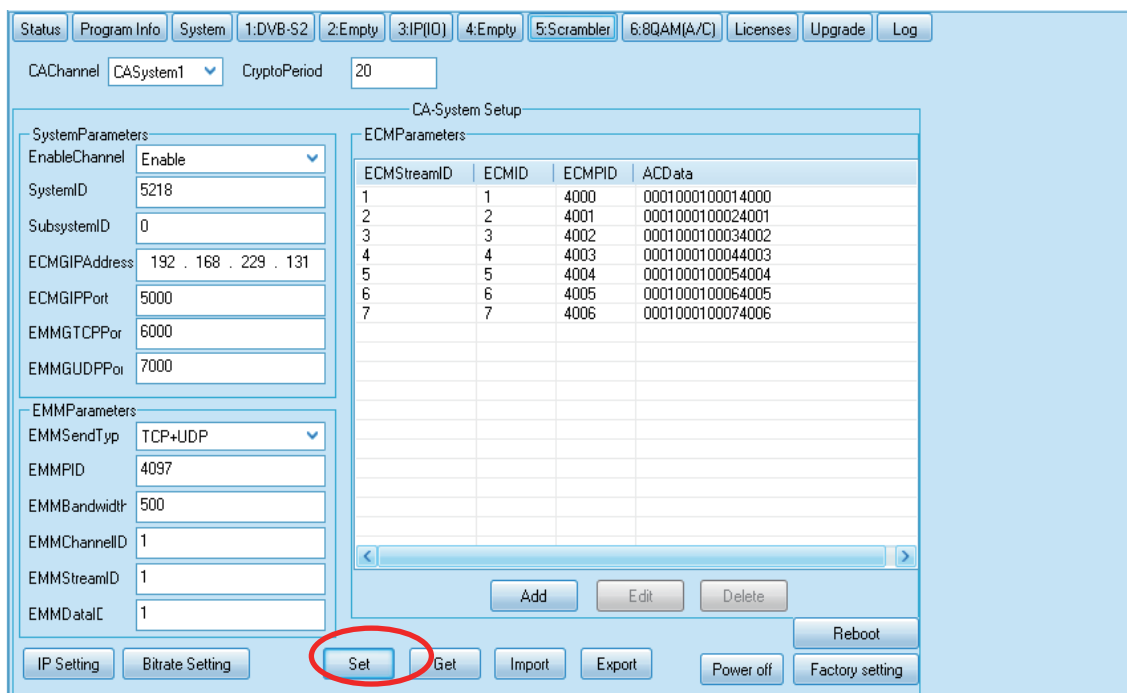 Status Program Info System 1:DVB-S2 2:Empty 3:IP(IO) 4:Empty 5:Scrambler 6:8QAM(A/C) Licenses Upgrade Log
CAChannel CASystem1 CryptoPeriod 20
CA-System Setup
SystemParameters
EnableChannel Enable
SystemID 5218
SubsystemID 0
ECMGIPAddress 192 . 168 . 229 . 131
ECMGIPPort 5000
EMMGTCPPor 6000
EMMGUDPPoı 7000
EMMParameters
EMMSendTyp TCP+UDP
EMMPID 4097
EMMBandwidth 500
EMMChannelID 1
EMMStreamID 1
EMMDataI 1
ECMParameters
ECMStreamID ECMID ECMPID ACData
1 1 4000 0001000100014000
2 2 4001 0001000100024001
3 3 4002 0001000100034002
4 4 4003 0001000100044003
5 5 4004 0001000100054004
6 6 4005 0001000100064005
7 7 4006 0001000100074006
Add Edit Delete
Reboot
IP Setting Bitrate Setting Set Get Import Export Power off Factory setting